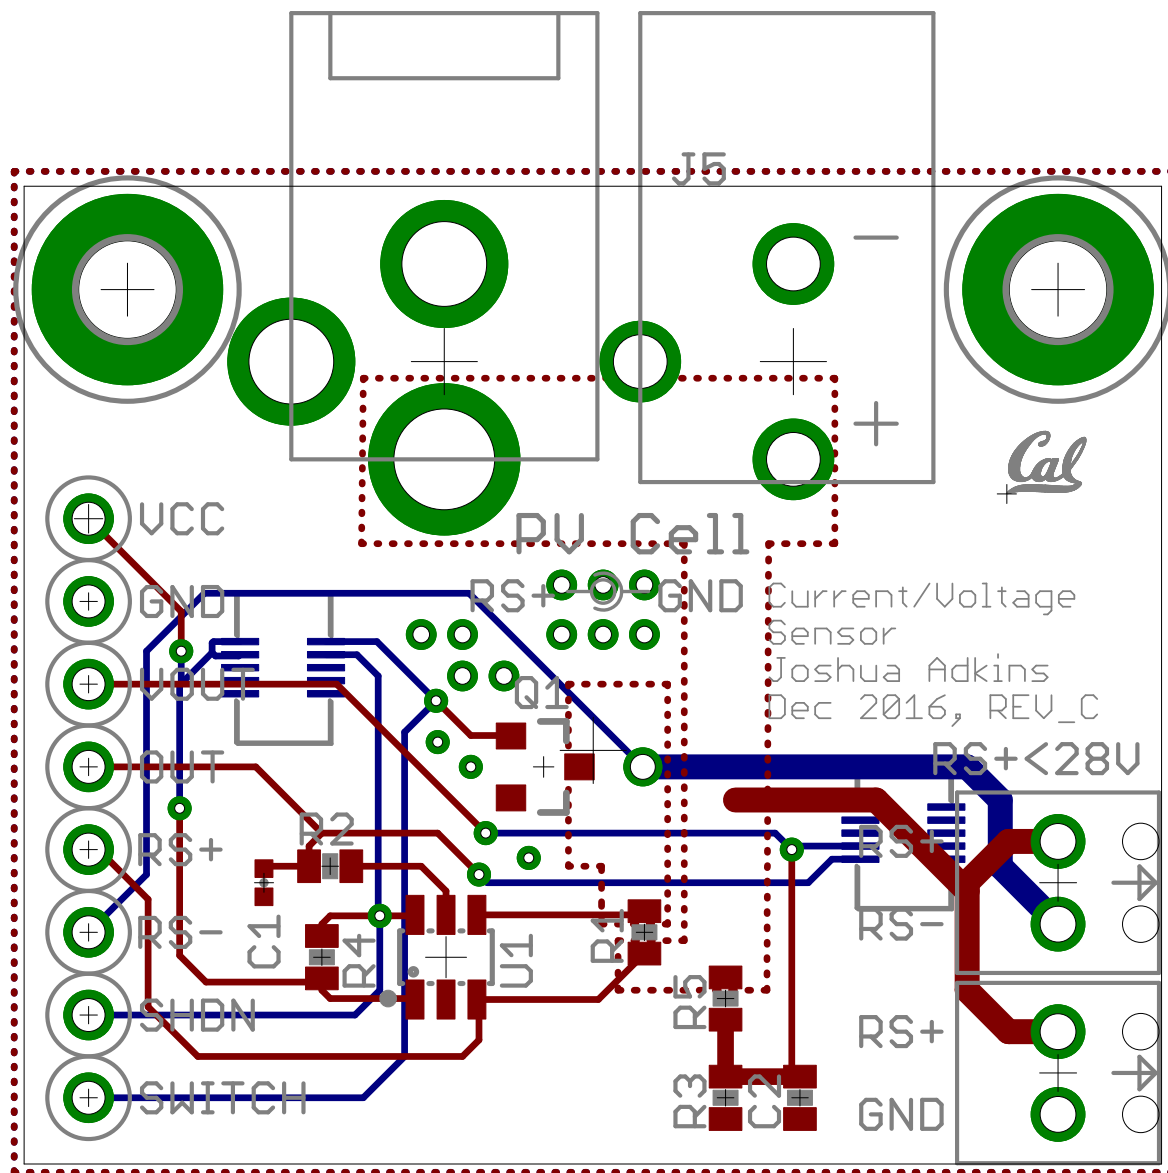 J5
−
+
Cal
VCC
PV Cell
GND
RS+
GND
Current/Voltage
Sensor
Joshua Adkins
Dec 2016, REV_C
VOUT
Q1
OUT
RS+<28V
R2
RS+
RS+
RS-
C1
R4
U1
R1
RS-
SHDN
R5
RS+
SWITCH
R3
C2
GND